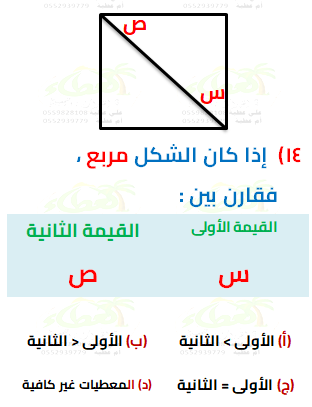 ص
س
١٤) إذا كان الشكل مربع ،
فقارن بين :
القيمة الأولى القيمة الثانية
س ص
(أ) الأولى > الثانية (ب) الأولى < الثانية
(ج) الأولى = الثانية (د) المعطيات غير كافية